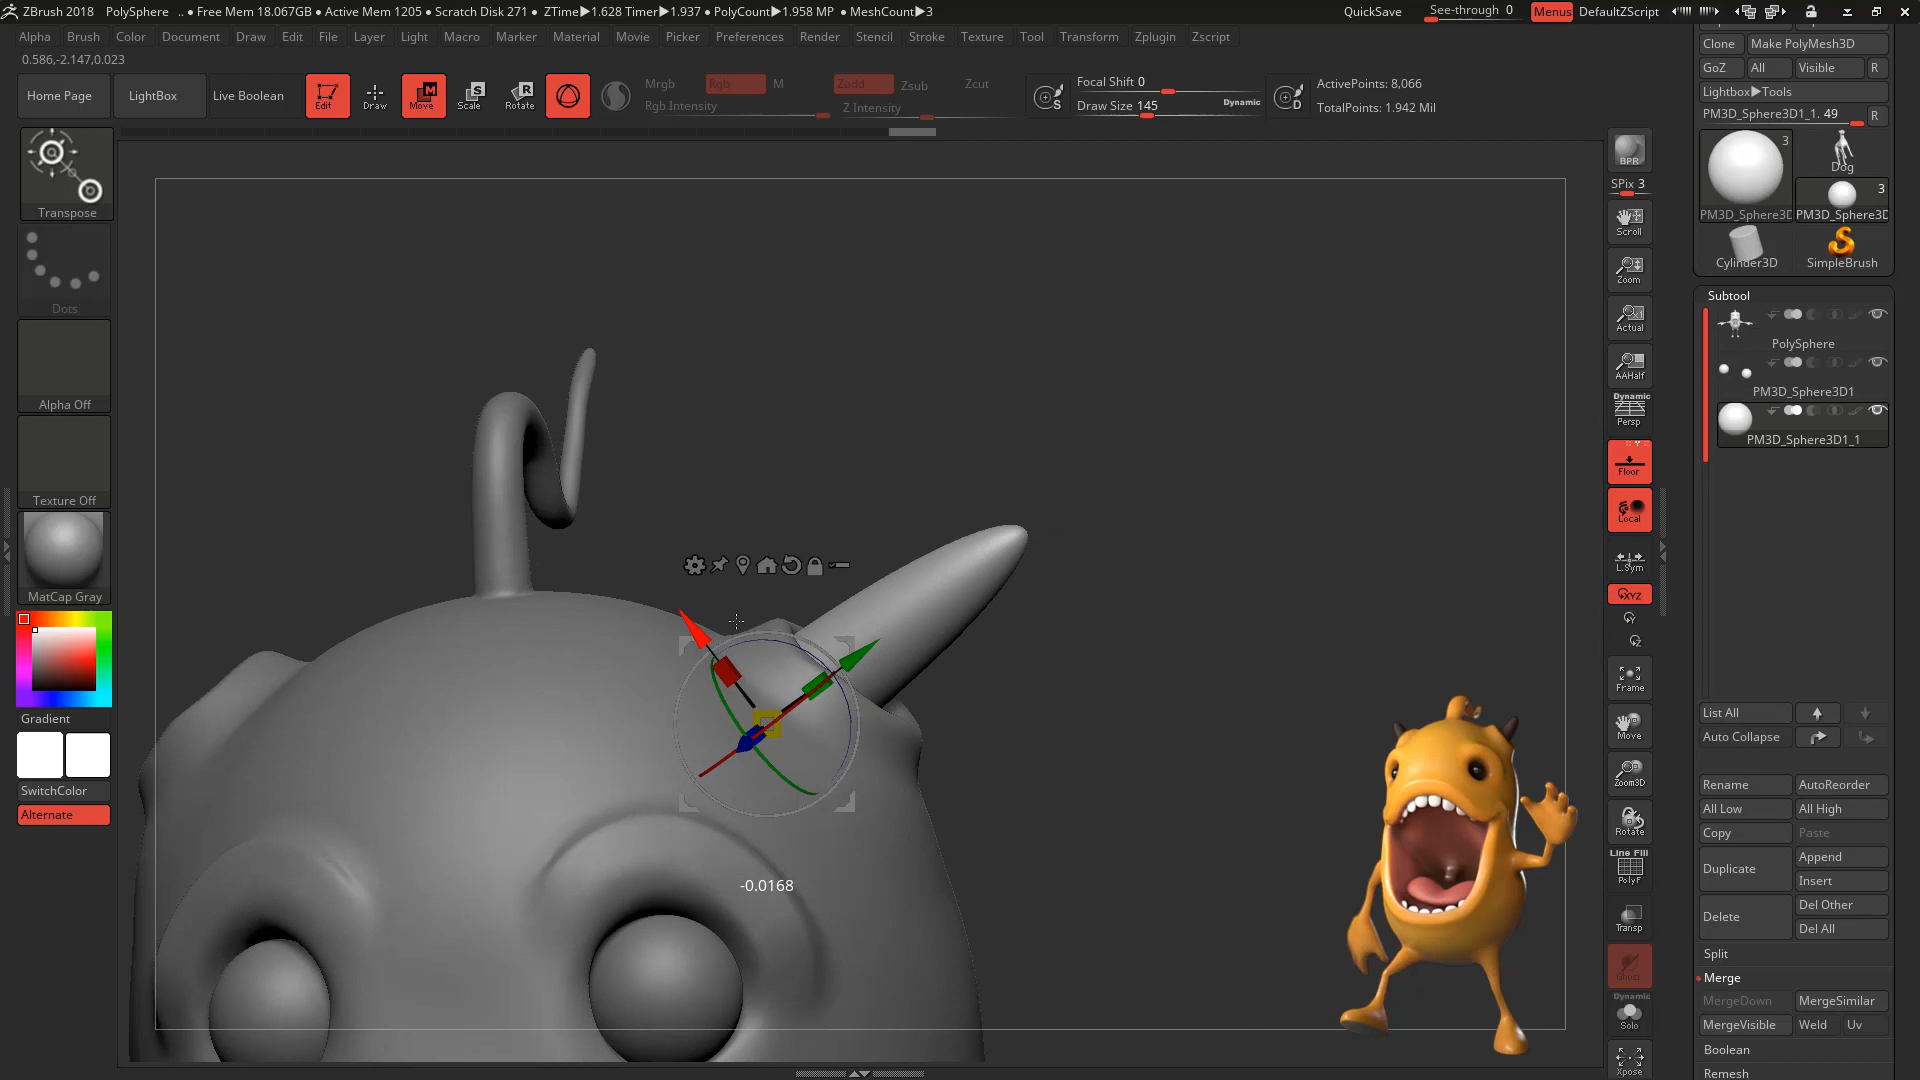 ZBrush 2018 PolySphere .. • Free Mem 18.067GB • Active Mem 1205 • Scratch Disk 271 • ZTime▶1.628 Timer▶1.937 • PolyCount▶1.958 MP • MeshCount▶3 QuickSave See-through 0 Menus DefaultZScript
Alpha Brush Color Document Draw Edit File Layer Light Macro Marker Material Movie Picker Preferences Render Stencil Stroke Texture Tool Transform Zplugin Zscript
0.586,-2.147,0.023
Home Page LightBox Live Boolean Edit Draw Move Scale Rotate
Mrgb Rgb M Zadd Zsub Zcut
Rgb Intensity Z Intensity
Focal Shift 0
Draw Size 145 Dynamic
ActivePoints: 8,066
TotalPoints: 1.942 Mil
Transpose
Dots
Alpha Off
Texture Off
MatCap Gray
Gradient
SwitchColor
Alternate
-0.0168
BPR
SPix 3
Scroll
Zoom
Actual
AAHalf
Dynamic
Persp
Floor
Local
L.Sym
XYZ
Frame
Move
Zoom3D
Rotate
Line Fill
PolyF
Transp
Ghost
Dynamic
Solo
Xpose
Clone Make PolyMesh3D
GoZ All Visible R
Lightbox▶Tools
PM3D_Sphere3D1_1. 49 R
3
Dog
3
PM3D_Sphere3D PM3D_Sphere3D
Cylinder3D SimpleBrush
Subtool
PolySphere
PM3D_Sphere3D1
PM3D_Sphere3D1_1
List All
Auto Collapse
Rename AutoReorder
All Low All High
Copy Paste
Duplicate Append
Insert
Delete Del Other
Del All
Split
Merge
MergeDown MergeSimilar
MergeVisible Weld Uv
Boolean
Remesh